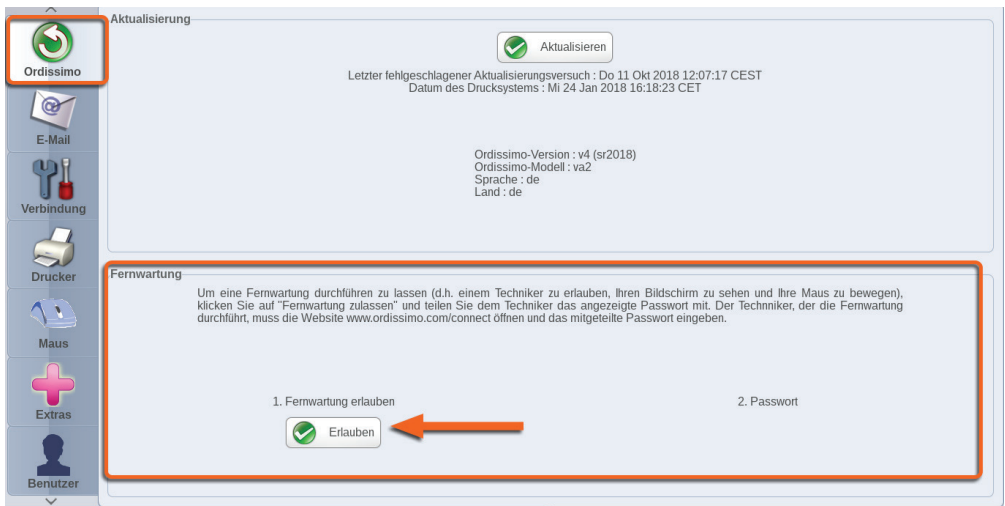 Ordissimo
E-Mail
Verbindung
Drucker
Maus
Extras
Benutzer
Aktualisierung
Aktualisieren
Letzter fehlgeschlagener Aktualisierungsversuch : Do 11 Okt 2018 12:07:17 CEST
Datum des Drucksystems : Mi 24 Jan 2018 16:18:23 CET
Ordissimo-Version : v4 (sr2018)
Ordissimo-Modell : va2
Sprache : de
Land : de
Fernwartung
Um eine Fernwartung durchführen zu lassen (d.h. einem Techniker zu erlauben, Ihren Bildschirm zu sehen und Ihre Maus zu bewegen),
klicken Sie auf "Fernwartung zulassen" und teilen Sie dem Techniker das angezeigte Passwort mit. Der Technniker, der die Fernwartung
durchführt, muss die Website www.ordissimo.com/connect öffnen und das mitgeteilte Passwort eingeben.
1. Fernwartung erlauben
2. Passwort
Erlauben